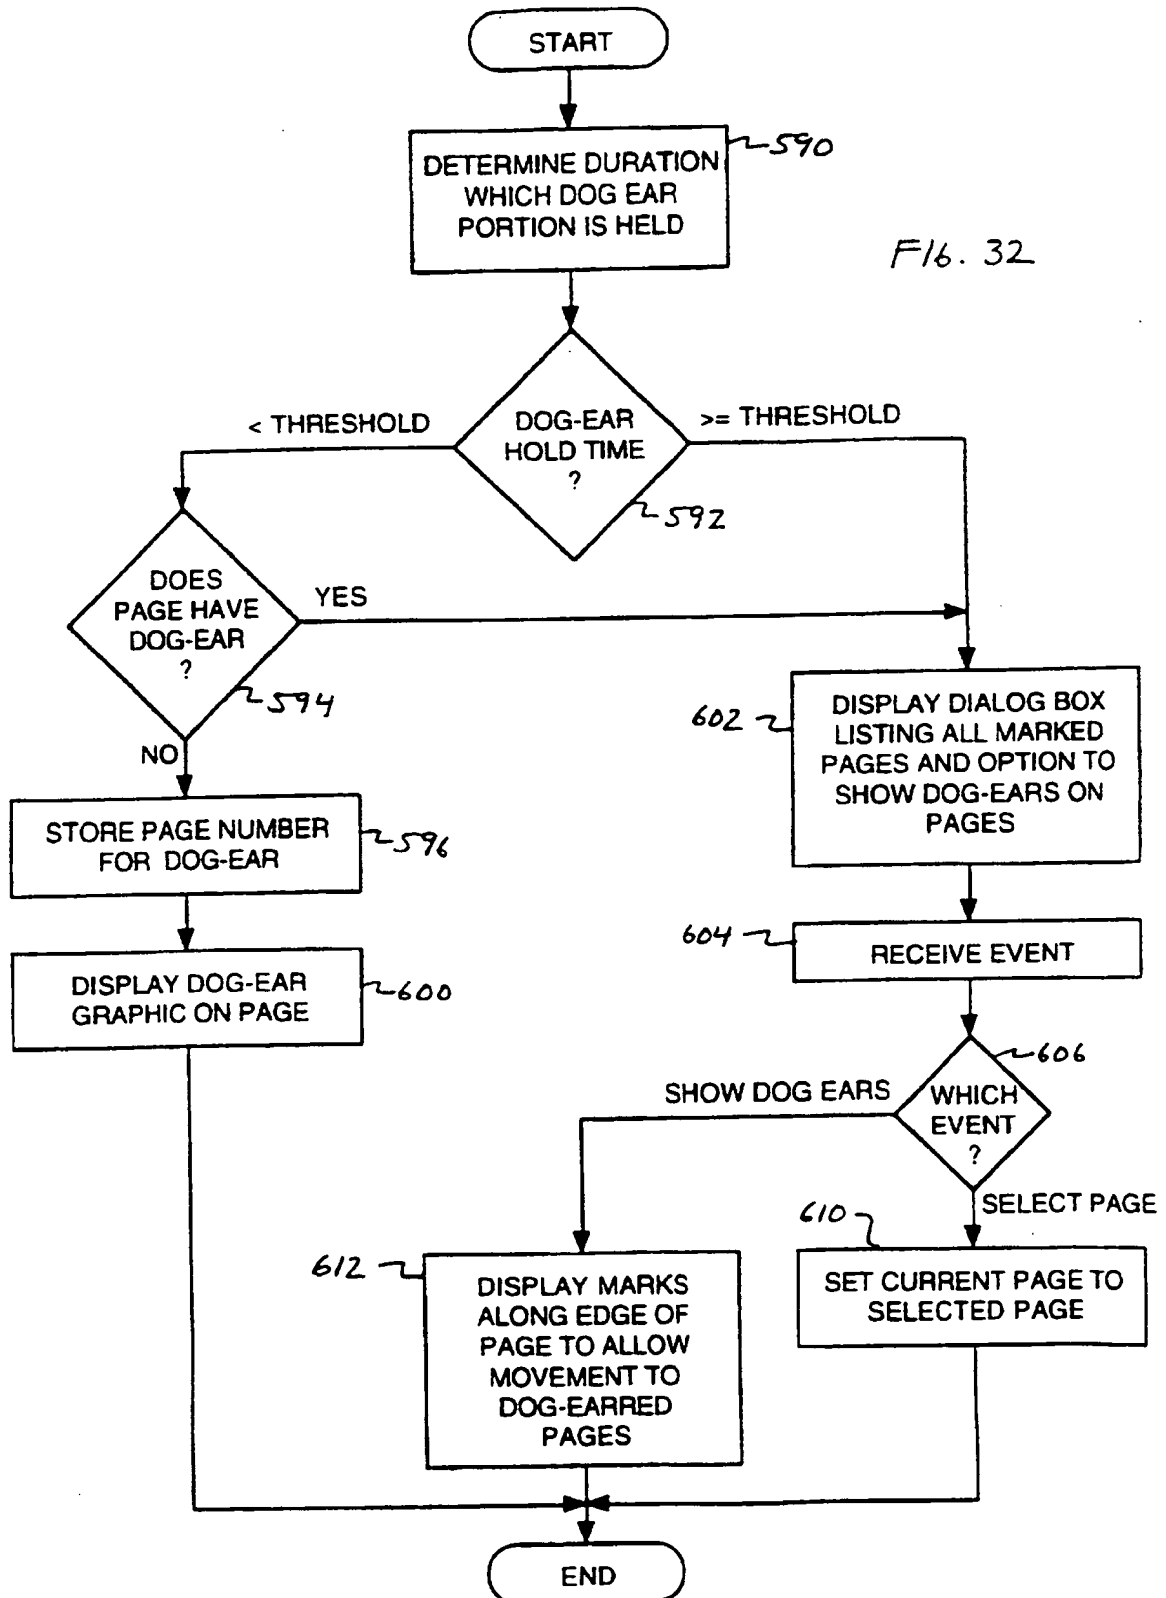 START
DETERMINE DURATION
WHICH DOG EAR
PORTION IS HELD
590
FIG. 32
< THRESHOLD
DOG-EAR
HOLD TIME
?
>= THRESHOLD
592
DOES
PAGE HAVE
DOG-EAR
?
YES
594
NO
STORE PAGE NUMBER
FOR DOG-EAR
596
DISPLAY DOG-EAR
GRAPHIC ON PAGE
600
602
DISPLAY DIALOG BOX
LISTING ALL MARKED
PAGES AND OPTION TO
SHOW DOG-EARS ON
PAGES
604
RECEIVE EVENT
606
SHOW DOG EARS
WHICH
EVENT
?
SELECT PAGE
610
SET CURRENT PAGE TO
SELECTED PAGE
612
DISPLAY MARKS
ALONG EDGE OF
PAGE TO ALLOW
MOVEMENT TO
DOG-EARRED
PAGES
END